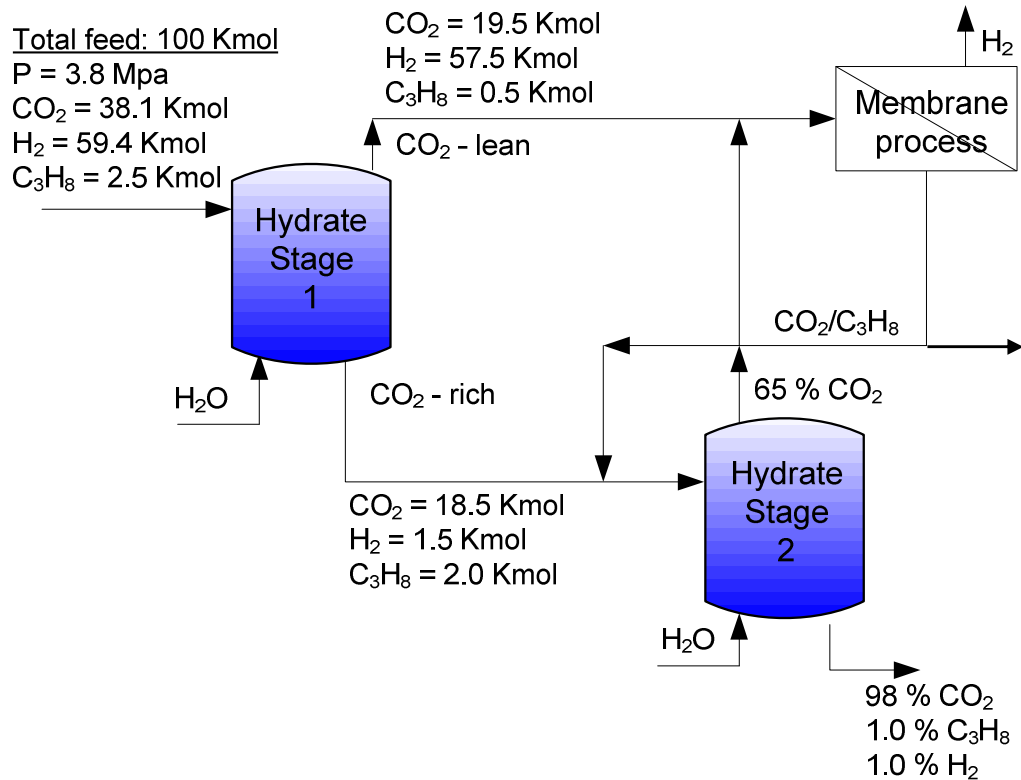 Total feed: 100 Kmol
P = 3.8 Mpa
CO₂ = 38.1 Kmol
H₂ = 59.4 Kmol
C₃H₈ = 2.5 Kmol
CO₂ = 19.5 Kmol
H₂ = 57.5 Kmol
C₃H₈ = 0.5 Kmol
CO₂ - lean
H₂
Membrane
process
Hydrate
Stage
1
H₂O
CO₂ - rich
CO₂/C₃H₈
65 % CO₂
CO₂ = 18.5 Kmol
H₂ = 1.5 Kmol
C₃H₈ = 2.0 Kmol
Hydrate
Stage
2
H₂O
98 % CO₂
1.0 % C₃H₈
1.0 % H₂